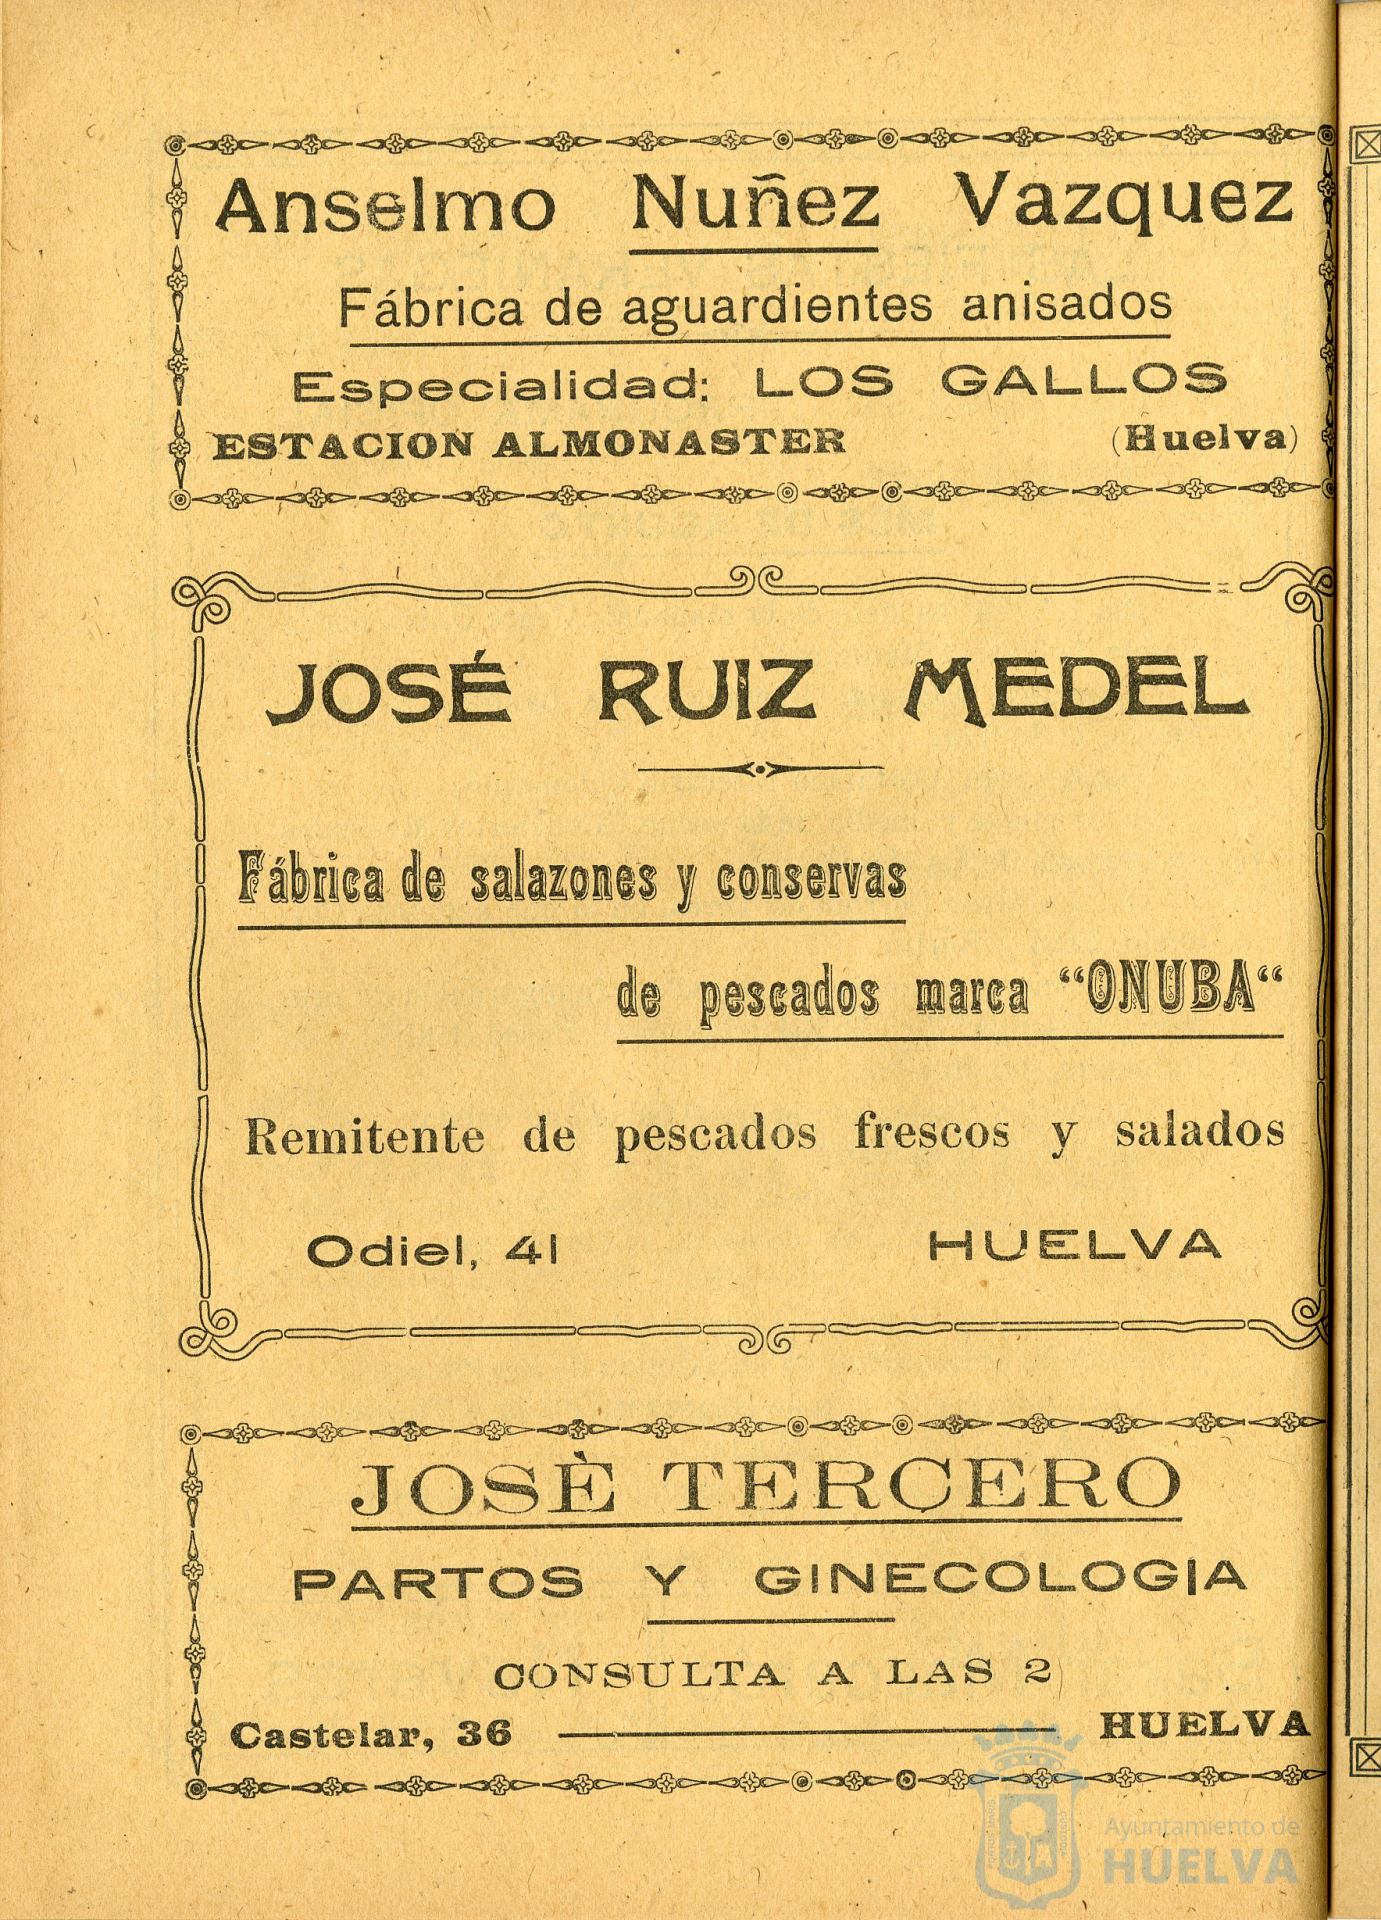 Anselmo Nuñez Vazquez
Fábrica de aguardientes anisados
Especialidad: LOS GALLOS
ESTACION ALMONASTER (Huelva)
JOSÉ RUIZ MEDEL
Fábrica de salazones y conservas
de pescados marca “ONUBA“
Remitente de pescados frescos y salados
Odiel, 41 HUELVA
JOSÈ TERCERO
PARTOS Y GINECOLOGIA
CONSULTA A LAS 2
Castelar, 36 HUELVA
Ayuntamiento de
HUELVA